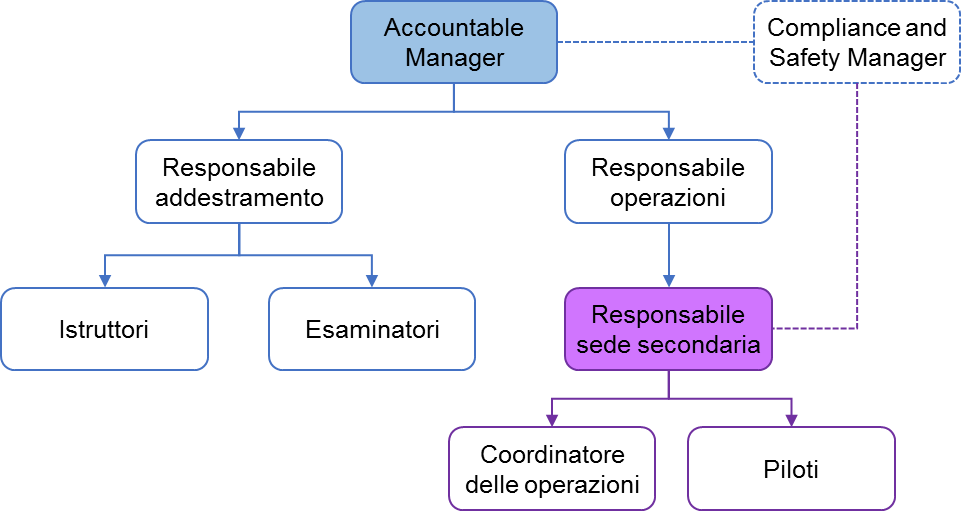 Accountable
Manager
Compliance and
Safety Manager
Responsabile
addestramento
Responsabile
operazioni
Istruttori
Esaminatori
Responsabile
sede secondaria
Coordinatore
delle operazioni
Piloti